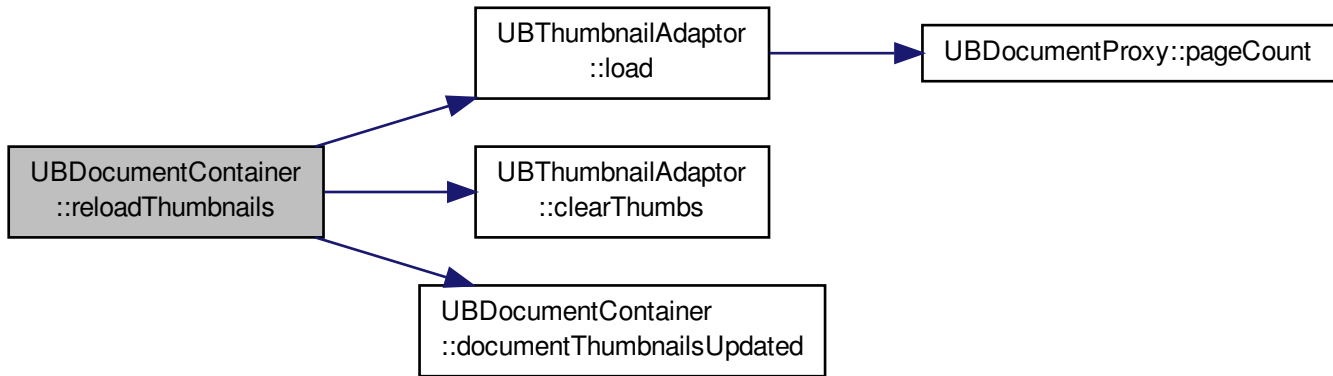 UBThumbnailAdaptor
::load
UBDocumentProxy::pageCount
UBDocumentContainer
::reloadThumbnails
UBThumbnailAdaptor
::clearThumbs
UBDocumentContainer
::documentThumbnailsUpdated